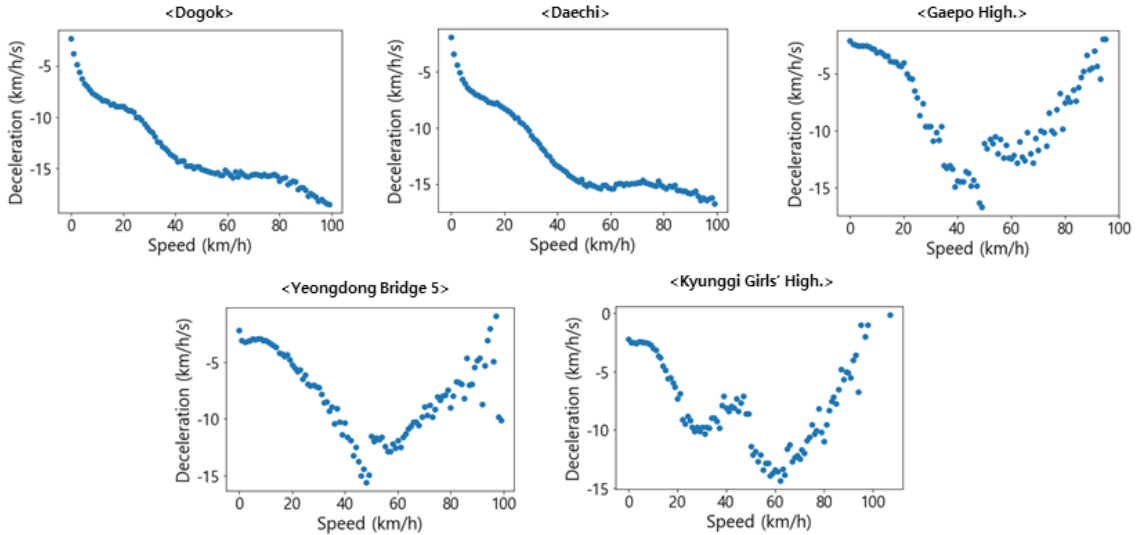 <Dogok>
Deceleration (km/h/s)
-5
-10
-15
0 20 40 60 80 100
Speed (km/h)
<Daechi>
Deceleration (km/h/s)
-5
-10
-15
0 20 40 60 80 100
Speed (km/h)
<Gaepo High.>
Deceleration (km/h/s)
-5
-10
-15
0 20 40 60 80 100
Speed (km/h)
<Yeongdong Bridge 5>
Deceleration (km/h/s)
-5
-10
-15
0 20 40 60 80 100
Speed (km/h)
<Kyunggi Girls´ High.>
Deceleration (km/h/s)
0
-5
-10
-15
0 20 40 60 80 100
Speed (km/h)